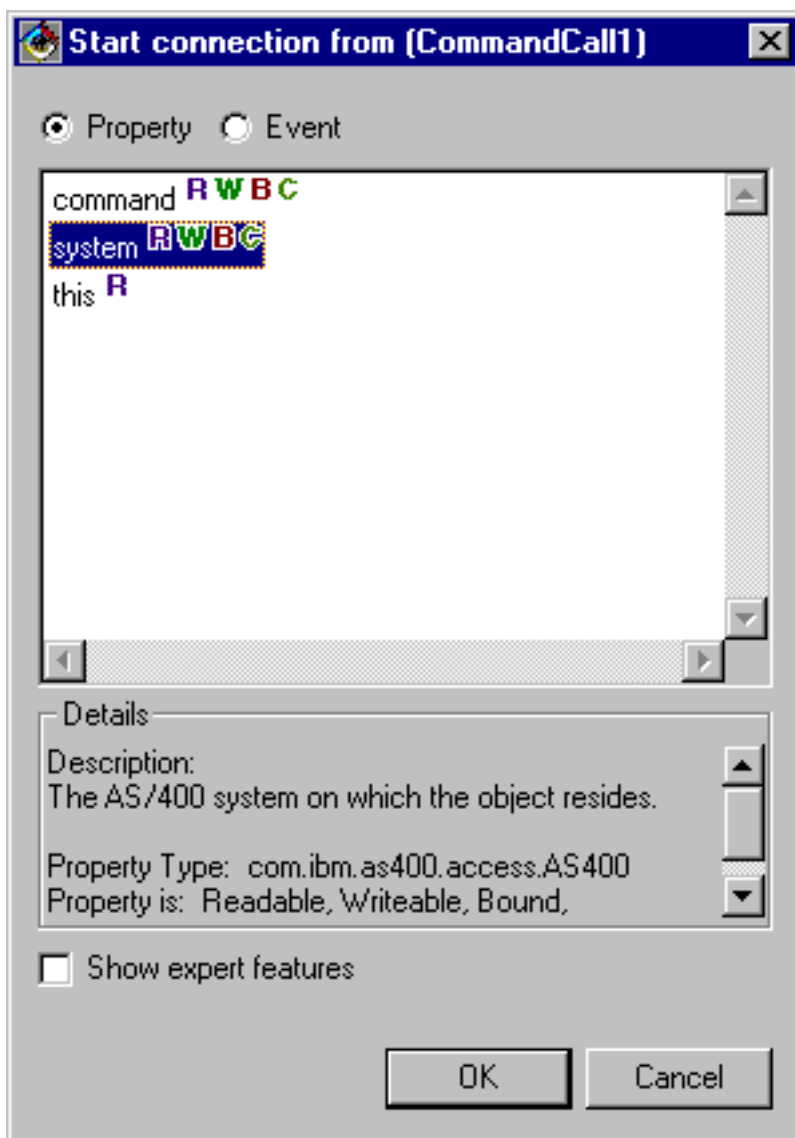 Start connection from (CommandCall1)
Property Event
command R W B C
system R W B C
this R
Details
Description:
The AS/400 system on which the object resides.
Property Type: com.ibm.as400.access.AS400
Property is: Readable, Writeable, Bound,
Show expert features
OK Cancel